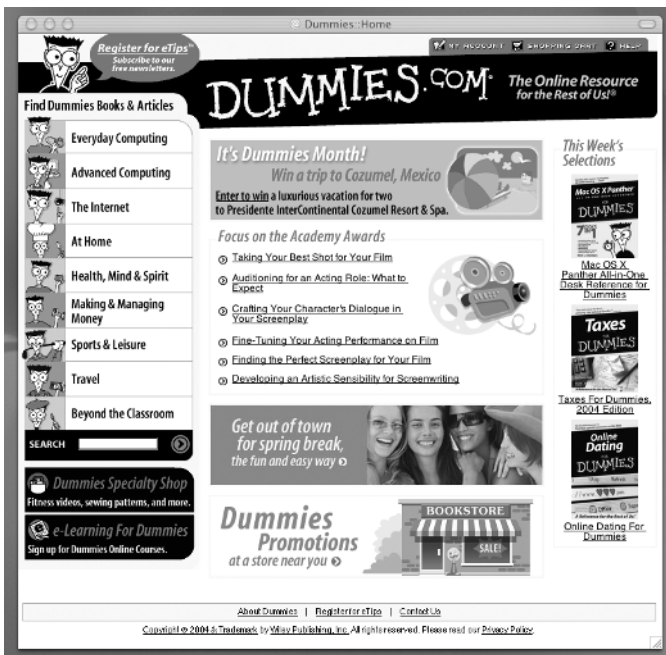 Dummies::Home
Register for eTips
Subscribe to our
free newsletters.
MY ACCOUNT SHOPPING CART HELP
DUMMIES.COM®
The Online Resource
for the Rest of Us!®
Find Dummies Books & Articles
Everyday Computing
Advanced Computing
The Internet
At Home
Health, Mind & Spirit
Making & Managing
Money
Sports & Leisure
Travel
Beyond the Classroom
SEARCH
Dummies Specialty Shop
Fitness videos, sewing patterns, and more.
e-Learning For Dummies
Sign up for Dummies Online Courses.
It's Dummies Month!
Win a trip to Cozumel, Mexico
Enter to win a luxurious vacation for two
to Presidente InterContinental Cozumel Resort & Spa.
Focus on the Academy Awards
Taking Your Best Shot for Your Film
Auditioning for an Acting Role: What to
Expect
Crafting Your Character's Dialogue in
Your Screenplay
Fine-Tuning Your Acting Performance on Film
Finding the Perfect Screenplay for Your Film
Developing an Artistic Sensibility for Screenwriting
Get out of town
for spring break,
the fun and easy way
Dummies
Promotions
at a store near you
BOOKSTORE
SALE!
This Week's
Selections
Mac OS X Panther
DUMMIES
Mac OS X
Panther All-in-One
Desk Reference for
Dummies
Taxes
DUMMIES
Taxes For Dummies,
2004 Edition
Online
Dating
DUMMIES
Online Dating For
Dummies
About Dummies | Register for eTips | Contact Us
Copyright © 2004 & Trademark by Wiley Publishing, Inc. All rights reserved. Please read our Privacy Policy.